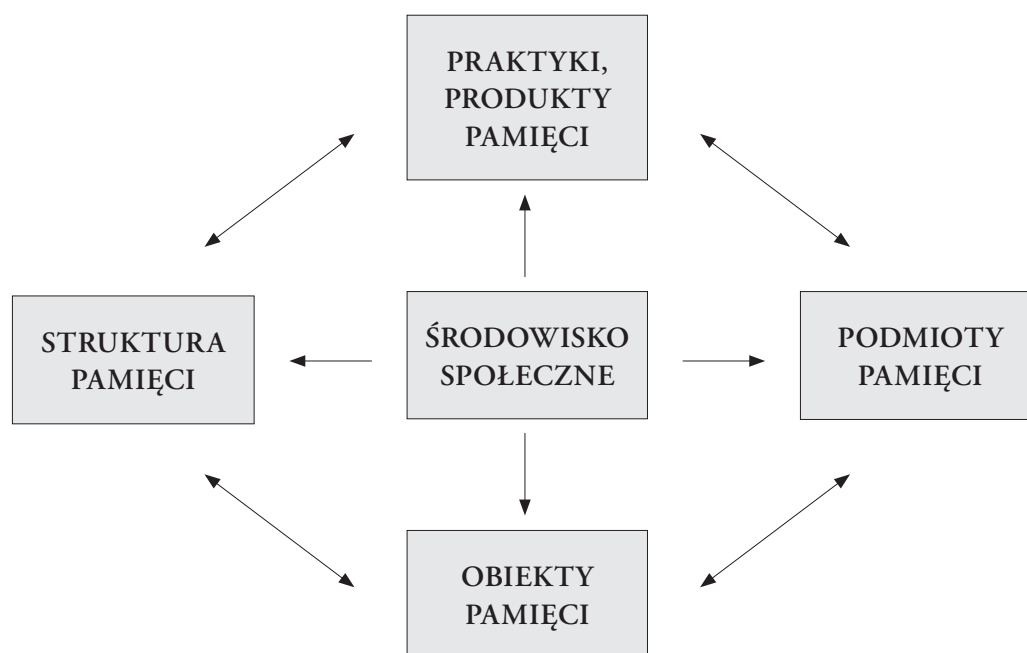 PRAKTYKI,
PRODUKTY
PAMIĘCI
STRUKTURA
PAMIĘCI
ŚRODOWISKO
SPOŁECZNE
PODMIOTY
PAMIĘCI
OBIEKTY
PAMIĘCI